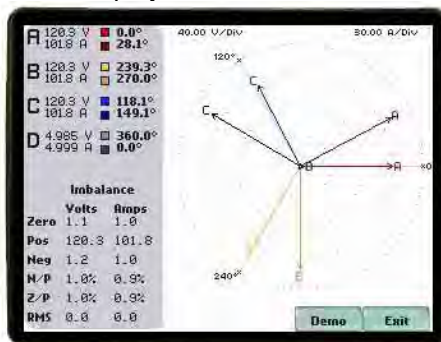 A 120.3 V 0.0°
101.8 A 28.1°
B 120.3 V 239.3°
101.8 A 270.0°
C 120.3 V 118.1°
101.8 A 149.1°
D 4.985 V 360.0°
4.999 A 0.0°
Imbalance
Volts Amps
Zero 1.1 1.0
Pos 120.3 101.8
Neg 1.2 1.0
N/P 1.0% 0.9%
Z/P 1.0% 0.9%
RMS 0.0 0.0
40.00 V/Div
30.00 A/Div
120°
C
C
A
B
A
×0
240°
Demo Exit